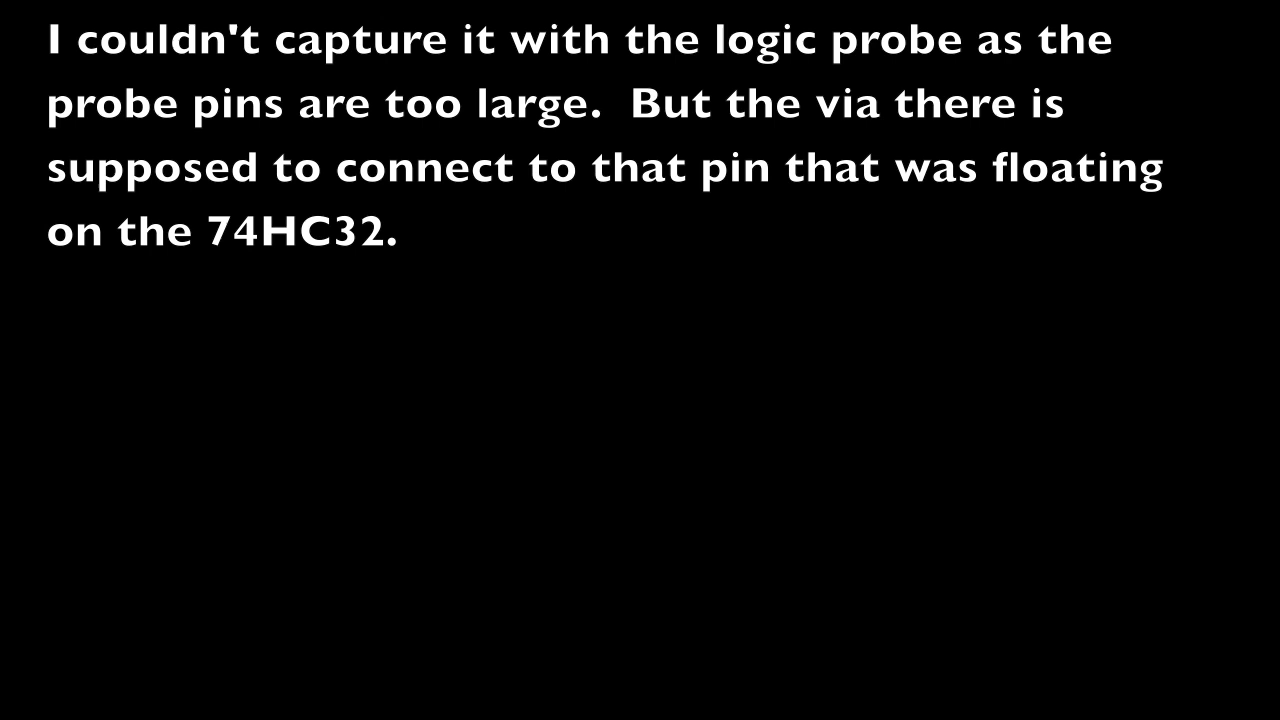 I couldn't capture it with the logic probe as the
probe pins are too large.  But the via there is
supposed to connect to that pin that was floating
on the 74HC32.